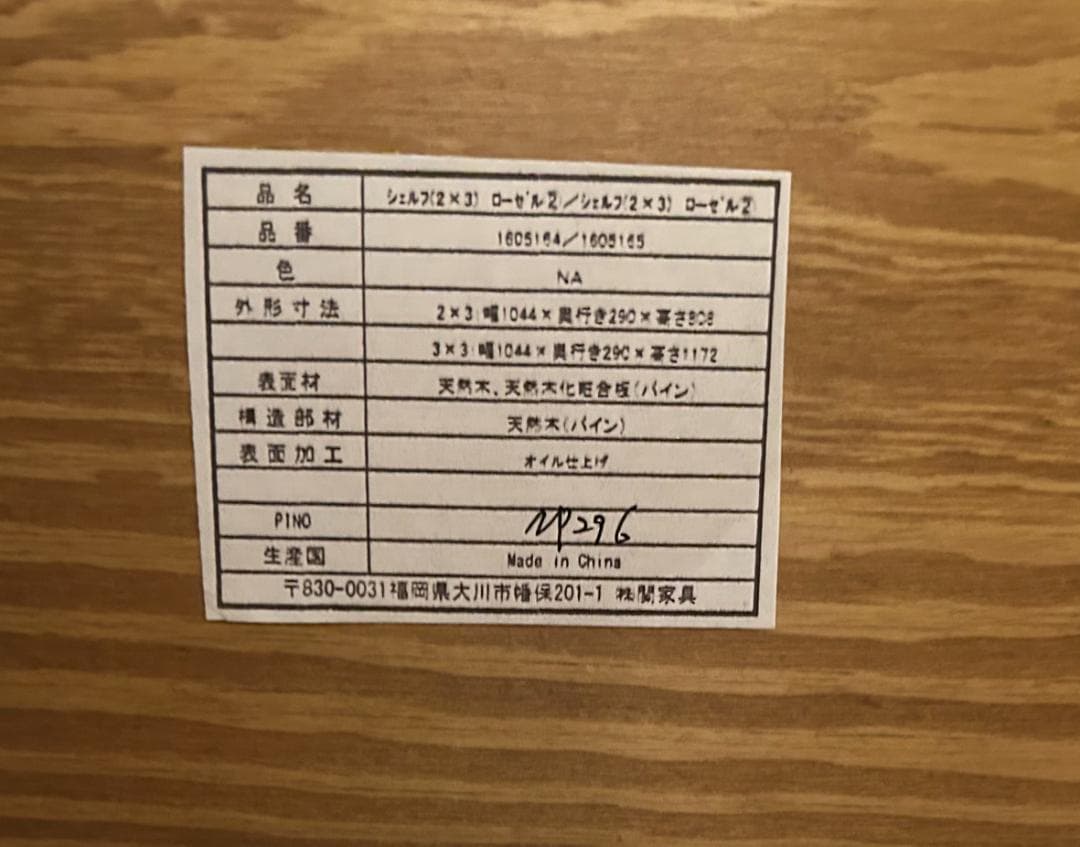 品名 シェルフ(2×3) ローゼル2/シェルフ(2×3) ローゼル2
品番 1605164/1605165
色 NA
外形寸法 2×3:幅1044×奥行き290×高さ808
3×3:幅1044×奥行き290×高さ1172
表面材 天然木、天然木化粧合板(パイン)
構造部材 天然木(パイン)
表面加工 オイル仕上げ
PINO NP296
生産国 Made in China
〒830-0031福岡県大川市幡保201-1 ㈱関家具